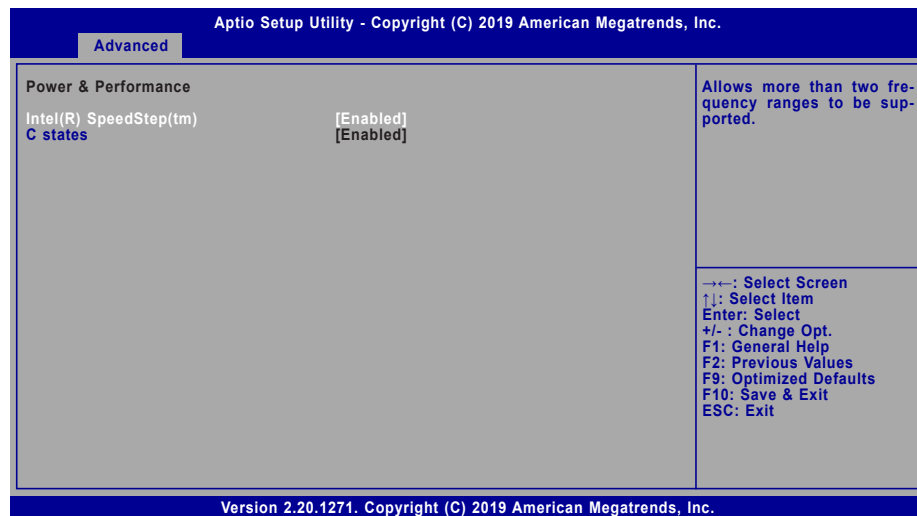 Aptio Setup Utility - Copyright (C) 2019 American Megatrends, Inc.
Advanced
Power & Performance
Intel(R) SpeedStep(tm) [Enabled]
C states [Enabled]
Allows more than two fre-
quency ranges to be sup-
ported.
→←: Select Screen
↑↓: Select Item
Enter: Select
+/- : Change Opt.
F1: General Help
F2: Previous Values
F9: Optimized Defaults
F10: Save & Exit
ESC: Exit
Version 2.20.1271. Copyright (C) 2019 American Megatrends, Inc.